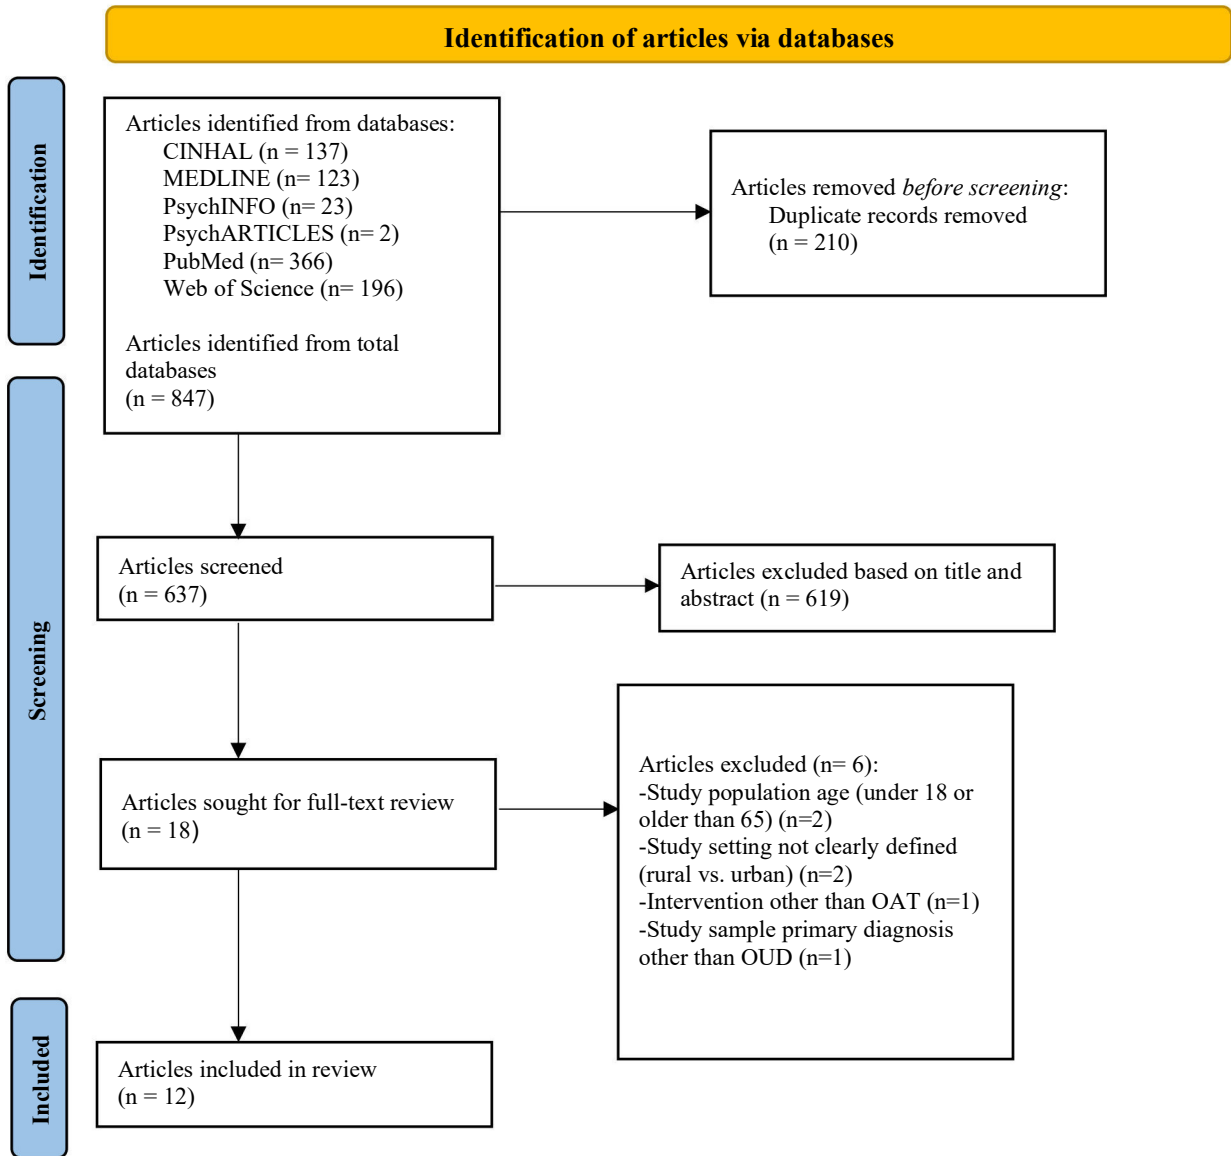 Identification of articles via databases
Identification
Articles identified from databases:
CINHAL (n = 137)
MEDLINE (n= 123)
PsychINFO (n= 23)
PsychARTICLES (n= 2)
PubMed (n= 366)
Web of Science (n= 196)
Articles identified from total
databases
(n = 847)
Articles removed before screening:
Duplicate records removed
(n = 210)
Screening
Articles screened
(n = 637)
Articles excluded based on title and
abstract (n = 619)
Articles sought for full-text review
(n = 18)
Articles excluded (n= 6):
-Study population age (under 18 or
older than 65) (n=2)
-Study setting not clearly defined
(rural vs. urban) (n=2)
-Intervention other than OAT (n=1)
-Study sample primary diagnosis
other than OUD (n=1)
Included
Articles included in review
(n = 12)